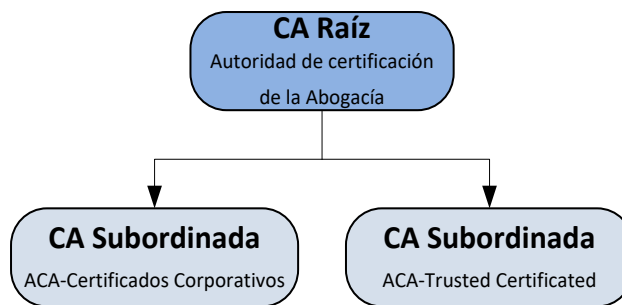 CA Raíz
Autoridad de certificación
de la Abogacía
CA Subordinada
ACA-Certificados Corporativos
CA Subordinada
ACA-Trusted Certificated